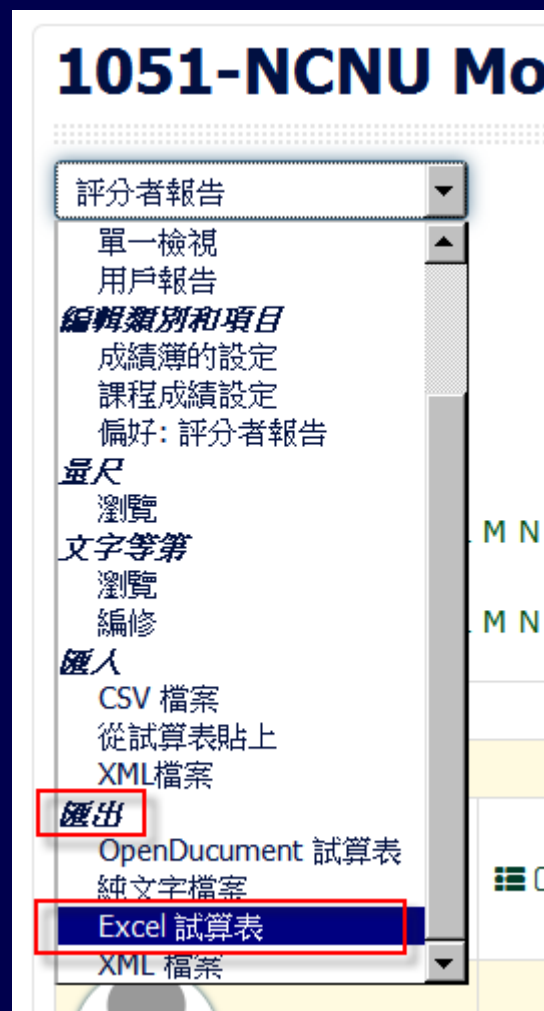 1051-NCNU Mo
評分者報告
單一檢視
用戶報告
編輯類別和項目
成績簿的設定
課程成績設定
偏好: 評分者報告
量尺
瀏覽
M N
文字等第
瀏覽
編修
M N
匯入
CSV 檔案
從試算表貼上
XML檔案
匯出
OpenDucument 試算表
純文字檔案
Excel 試算表
XML 檔案